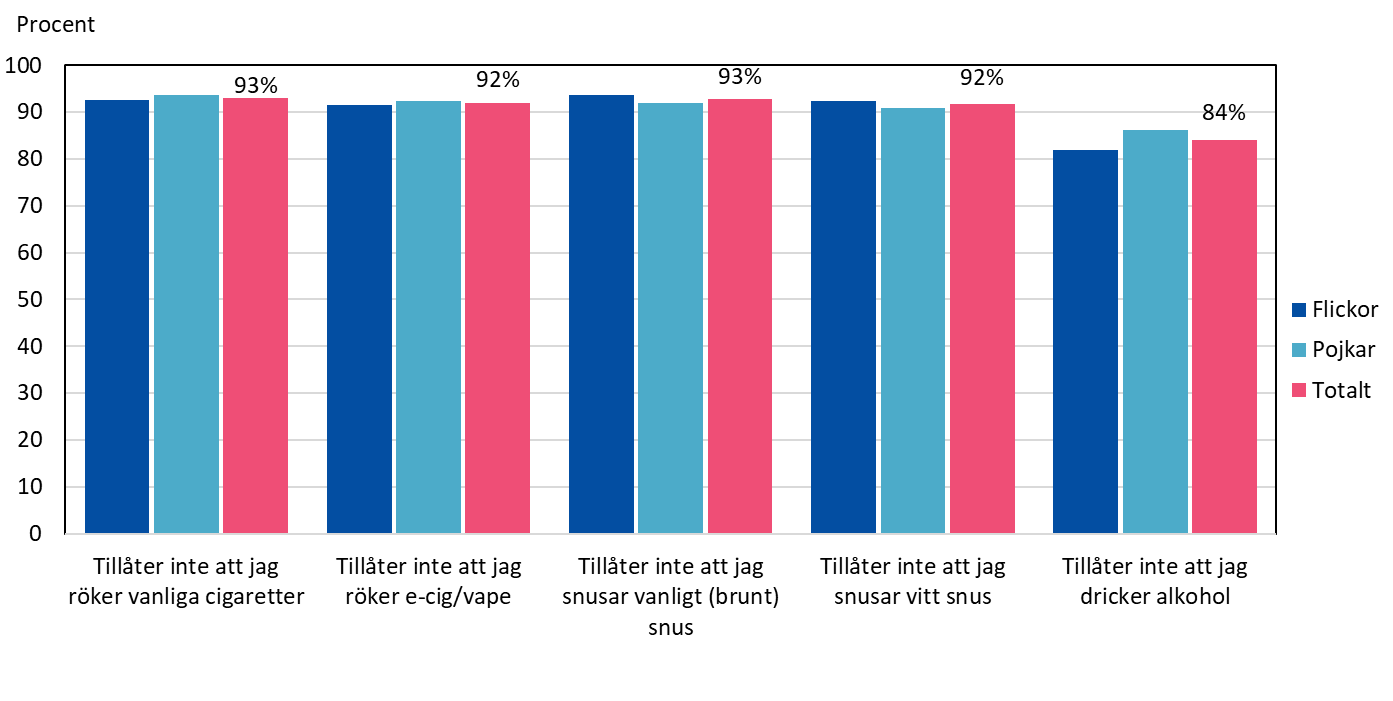 Procent
100
90
80
70
60
50
40
30
20
10
0
93%
92%
93%
92%
84%
Tillåter inte att jag
röker vanliga cigaretter
Tillåter inte att jag
röker e-cig/vape
Tillåter inte att jag
snusar vanligt (brunt)
snus
Tillåter inte att jag
snusar vitt snus
Tillåter inte att jag
dricker alkohol
Flickor
Pojkar
Totalt